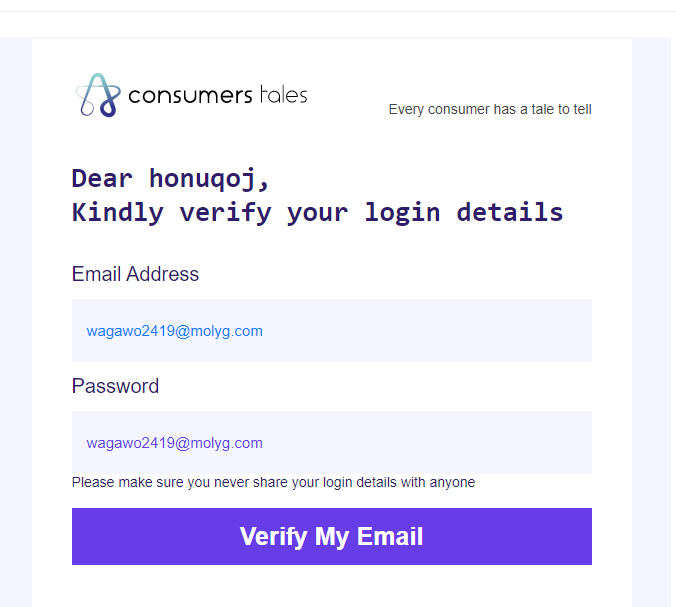 consumers tales
Every consumer has a tale to tell
Dear honuqoj,
Kindly verify your login details
Email Address
wagawo2419@molyg.com
Password
wagawo2419@molyg.com
Please make sure you never share your login details with anyone
Verify My Email